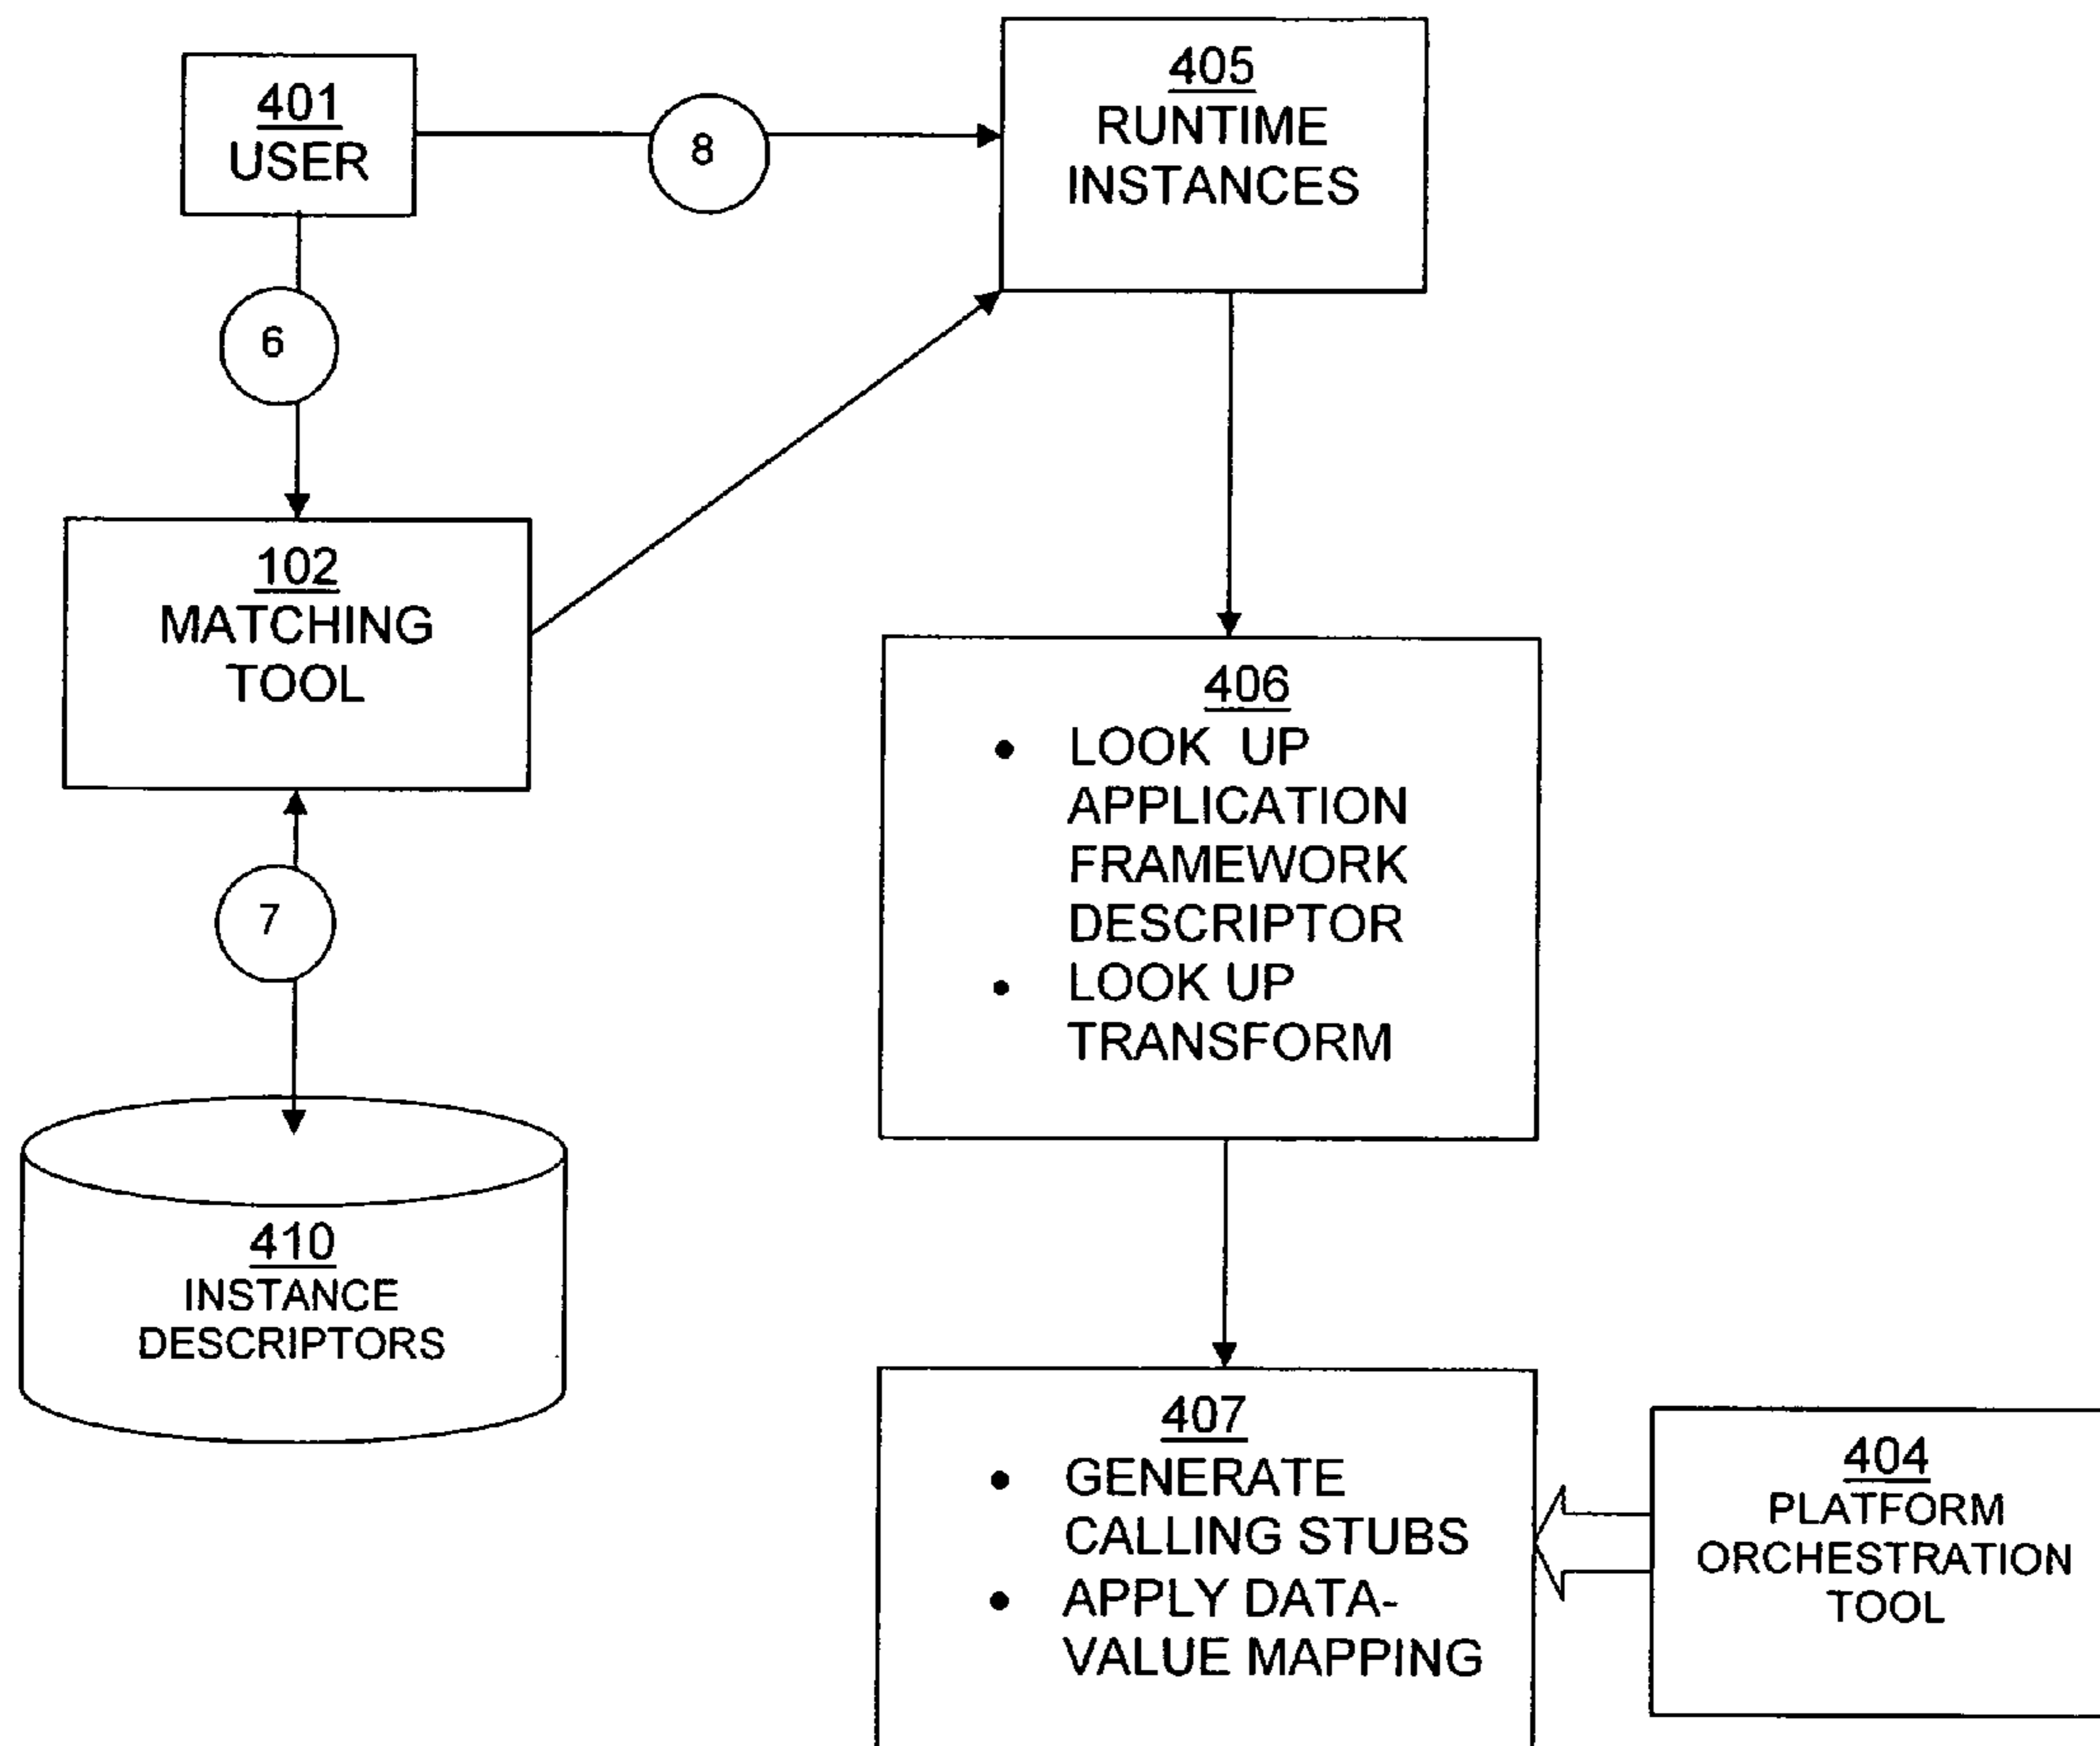 401
USER
8
405
RUNTIME
INSTANCES
6
102
MATCHING
TOOL
406
• LOOK UP
APPLICATION
FRAMEWORK
DESCRIPTOR
• LOOK UP
TRANSFORM
7
410
INSTANCE
DESCRIPTORS
407
• GENERATE
CALLING STUBS
• APPLY DATA-
VALUE MAPPING
404
PLATFORM
ORCHESTRATION
TOOL